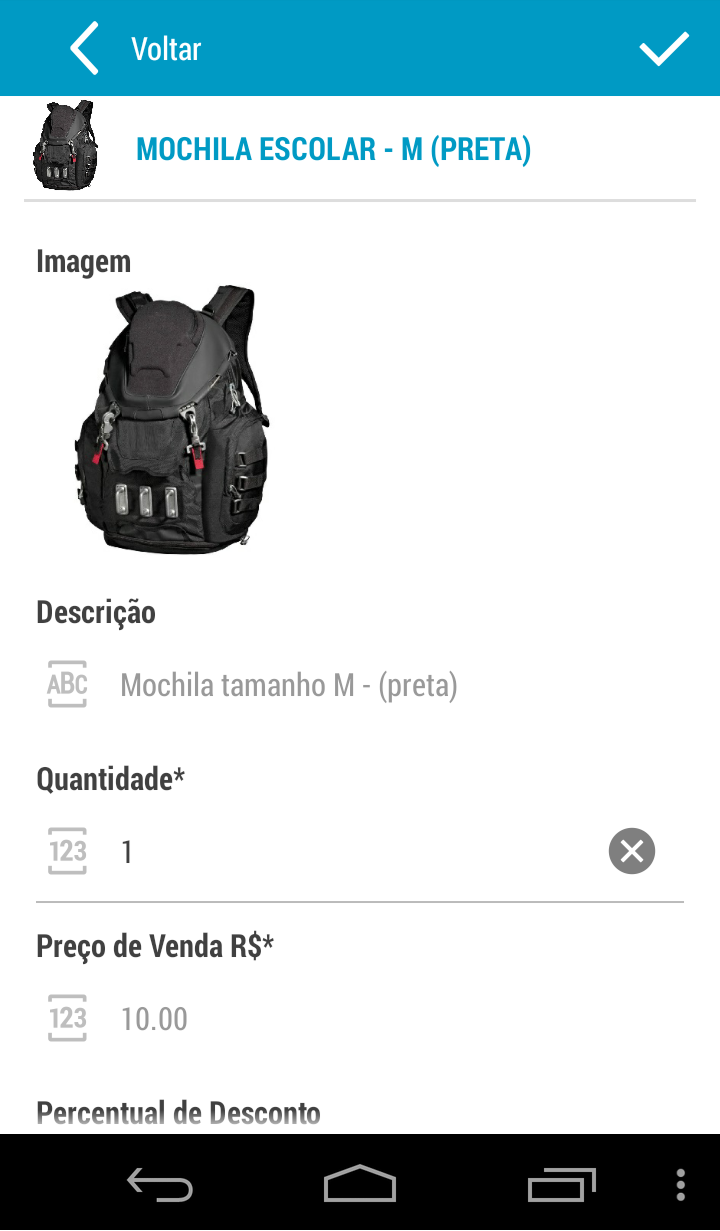 Voltar
MOCHILA ESCOLAR - M (PRETA)
Imagem
Descrição
ABC
Mochila tamanho M - (preta)
Quantidade*
123
1
Preço de Venda R$*
123
10.00
Percentual de Desconto